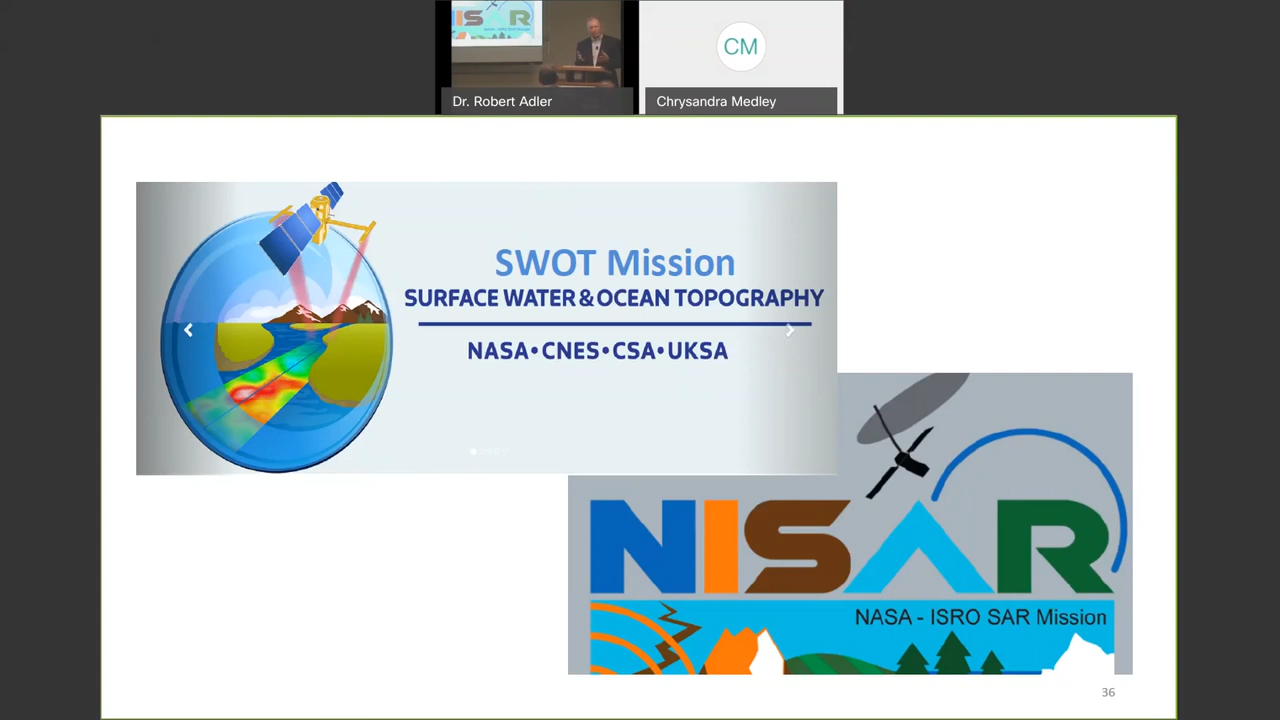 NISAR
Dr. Robert Adler
CM
Chrysandra Medley
SWOT Mission
SURFACE WATER & OCEAN TOPOGRAPHY
NASA•CNES•CSA•UKSA
NISAR
NASA - ISRO SAR Mission
36